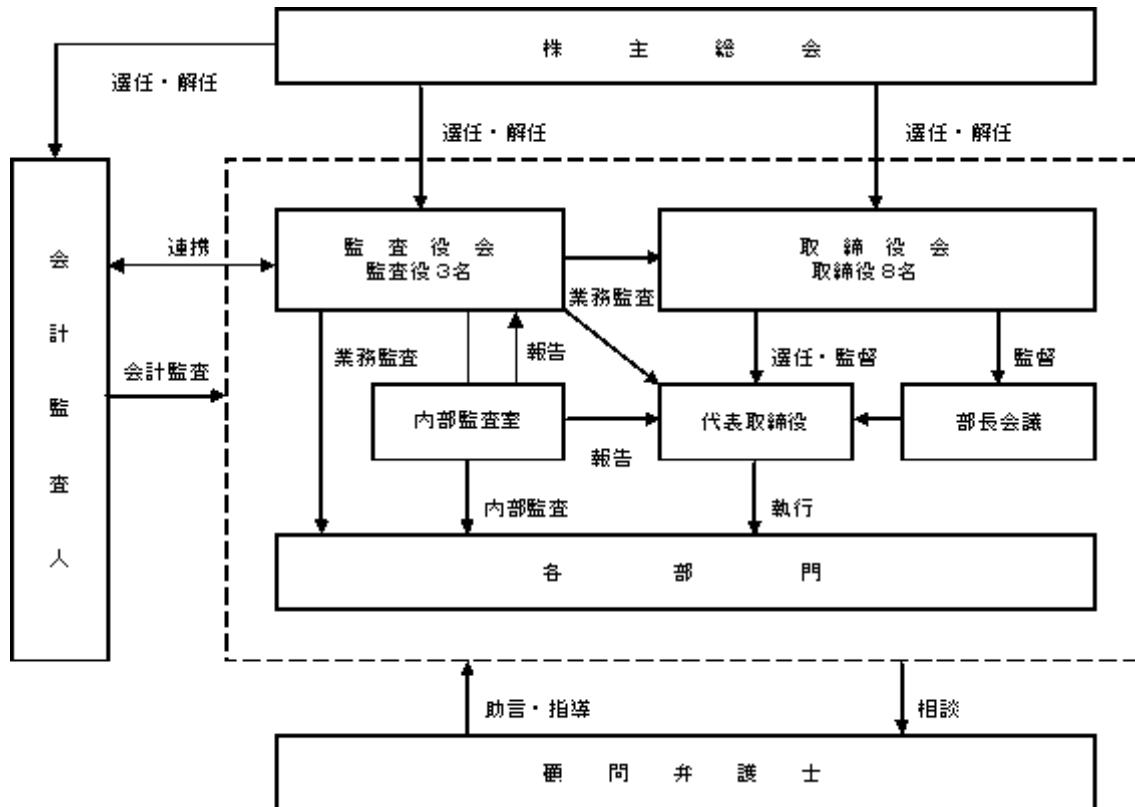 株主総会
選任・解任
選任・解任
選任・解任
会計監査人
連携
監査役会
監査役3名
取締役会
取締役8名
業務監査
業務監査
報告
選任・監督
監督
会計監査
内部監査室
代表取締役
部長会議
報告
内部監査
執行
各部門
助言・指導
相談
顧問弁護士